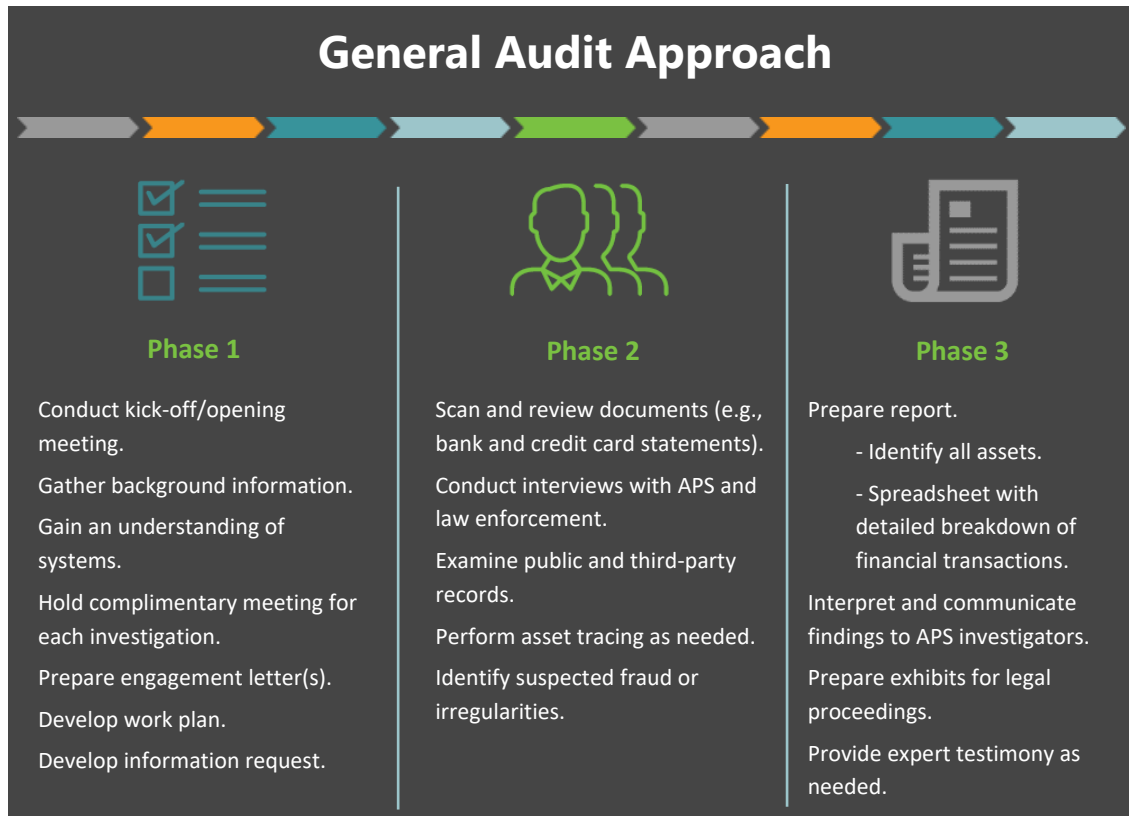 General Audit Approach
Phase 1
Conduct kick-off/opening
meeting.
Gather background information.
Gain an understanding of
systems.
Hold complimentary meeting for
each investigation.
Prepare engagement letter(s).
Develop work plan.
Develop information request.
Phase 2
Scan and review documents (e.g.,
bank and credit card statements).
Conduct interviews with APS and
law enforcement.
Examine public and third-party
records.
Perform asset tracing as needed.
Identify suspected fraud or
irregularities.
Phase 3
Prepare report.
- Identify all assets.
- Spreadsheet with
detailed breakdown of
financial transactions.
Interpret and communicate
findings to APS investigators.
Prepare exhibits for legal
proceedings.
Provide expert testimony as
needed.